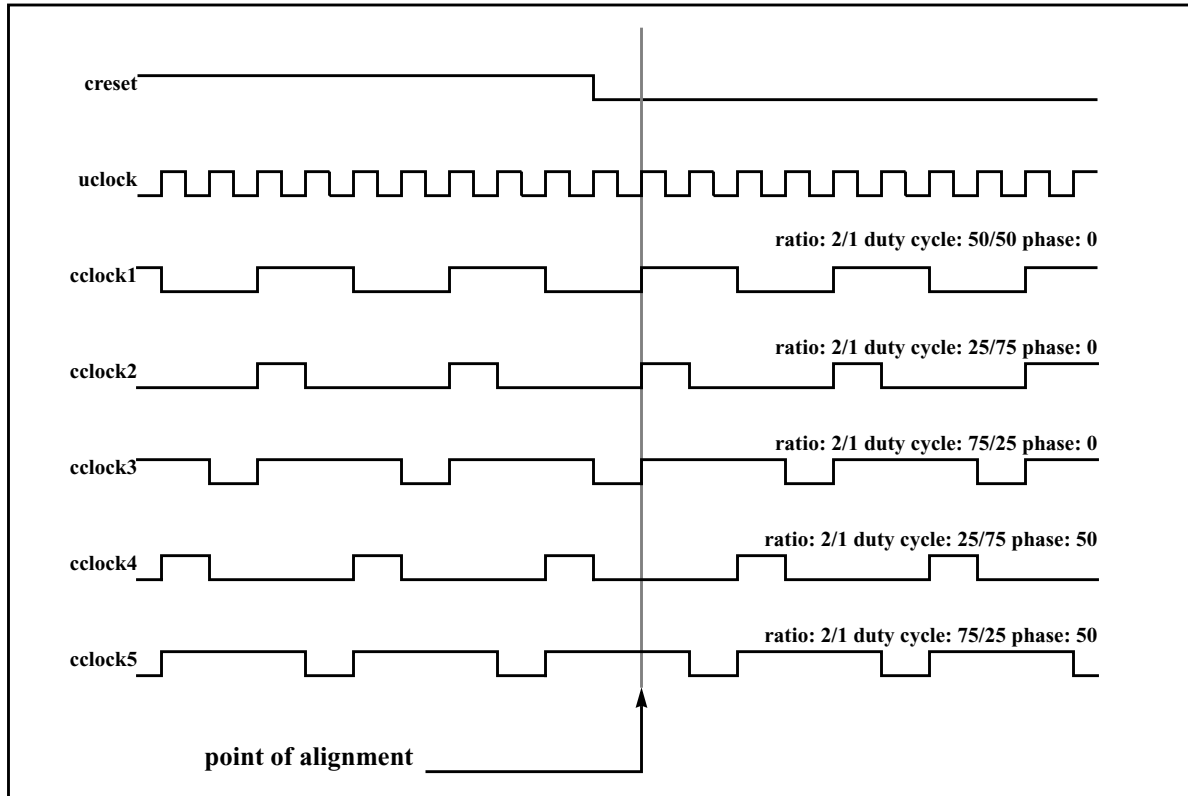 creset
uclock
ratio: 2/1 duty cycle: 50/50 phase: 0
cclock1
ratio: 2/1 duty cycle: 25/75 phase: 0
cclock2
ratio: 2/1 duty cycle: 75/25 phase: 0
cclock3
ratio: 2/1 duty cycle: 25/75 phase: 50
cclock4
ratio: 2/1 duty cycle: 75/25 phase: 50
cclock5
point of alignment